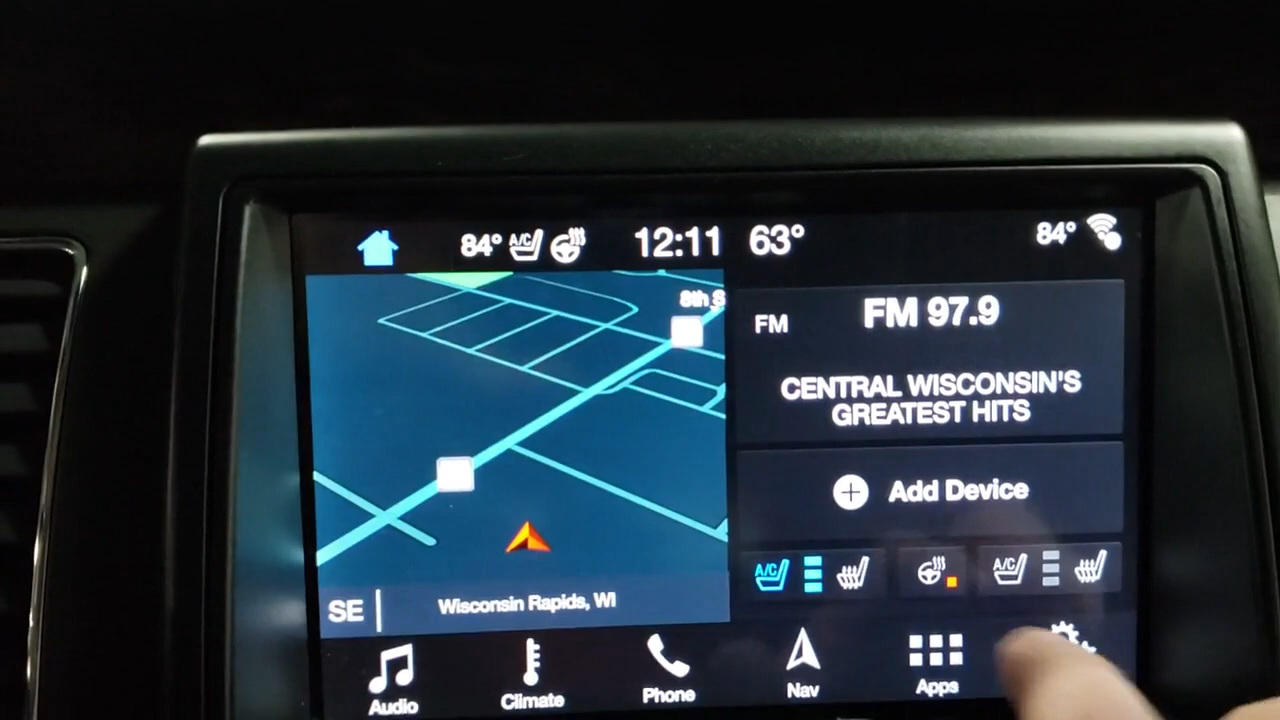 84° A/C 12:11 63° 84°
8th S
FM FM 97.9
CENTRAL WISCONSIN'S
GREATEST HITS
Add Device
A/C A/C
SE Wisconsin Rapids, WI
Audio Climate Phone Nav Apps